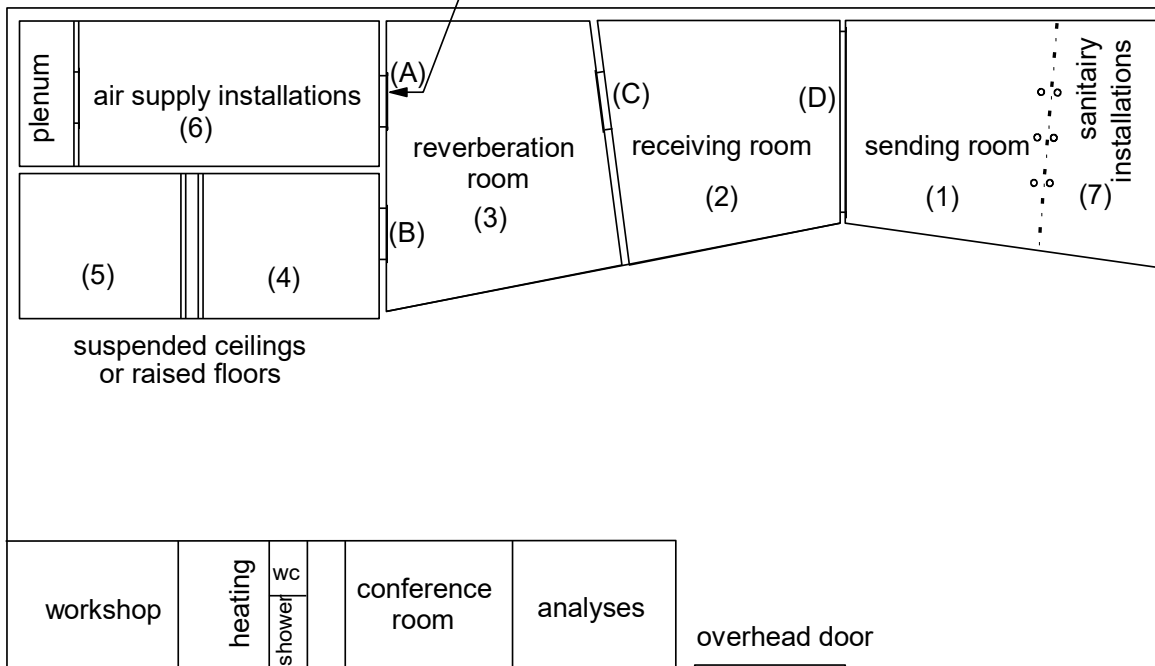 plenum
air supply installations
(6)
(A)
(B)
reverberation
room
(3)
(C)
receiving room
(2)
(D)
sending room
(1)
sanitairy
installations
(7)
(5)
(4)
suspended ceilings
or raised floors
workshop
heating
wc
shower
conference
room
analyses
overhead door